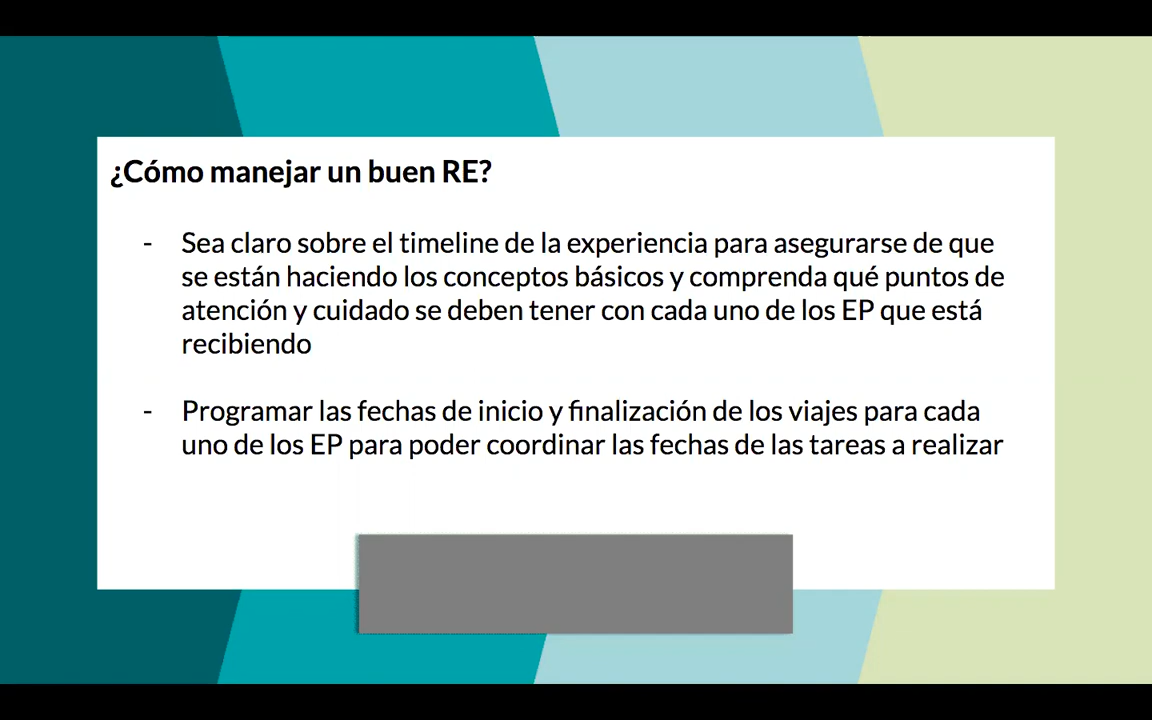 ¿Cómo manejar un buen RE?
- Sea claro sobre el timeline de la experiencia para asegurarse de que
se están haciendo los conceptos básicos y comprenda qué puntos de
atención y cuidado se deben tener con cada uno de los EP que está
recibiendo
- Programar las fechas de inicio y finalización de los viajes para cada
uno de los EP para poder coordinar las fechas de las tareas a realizar